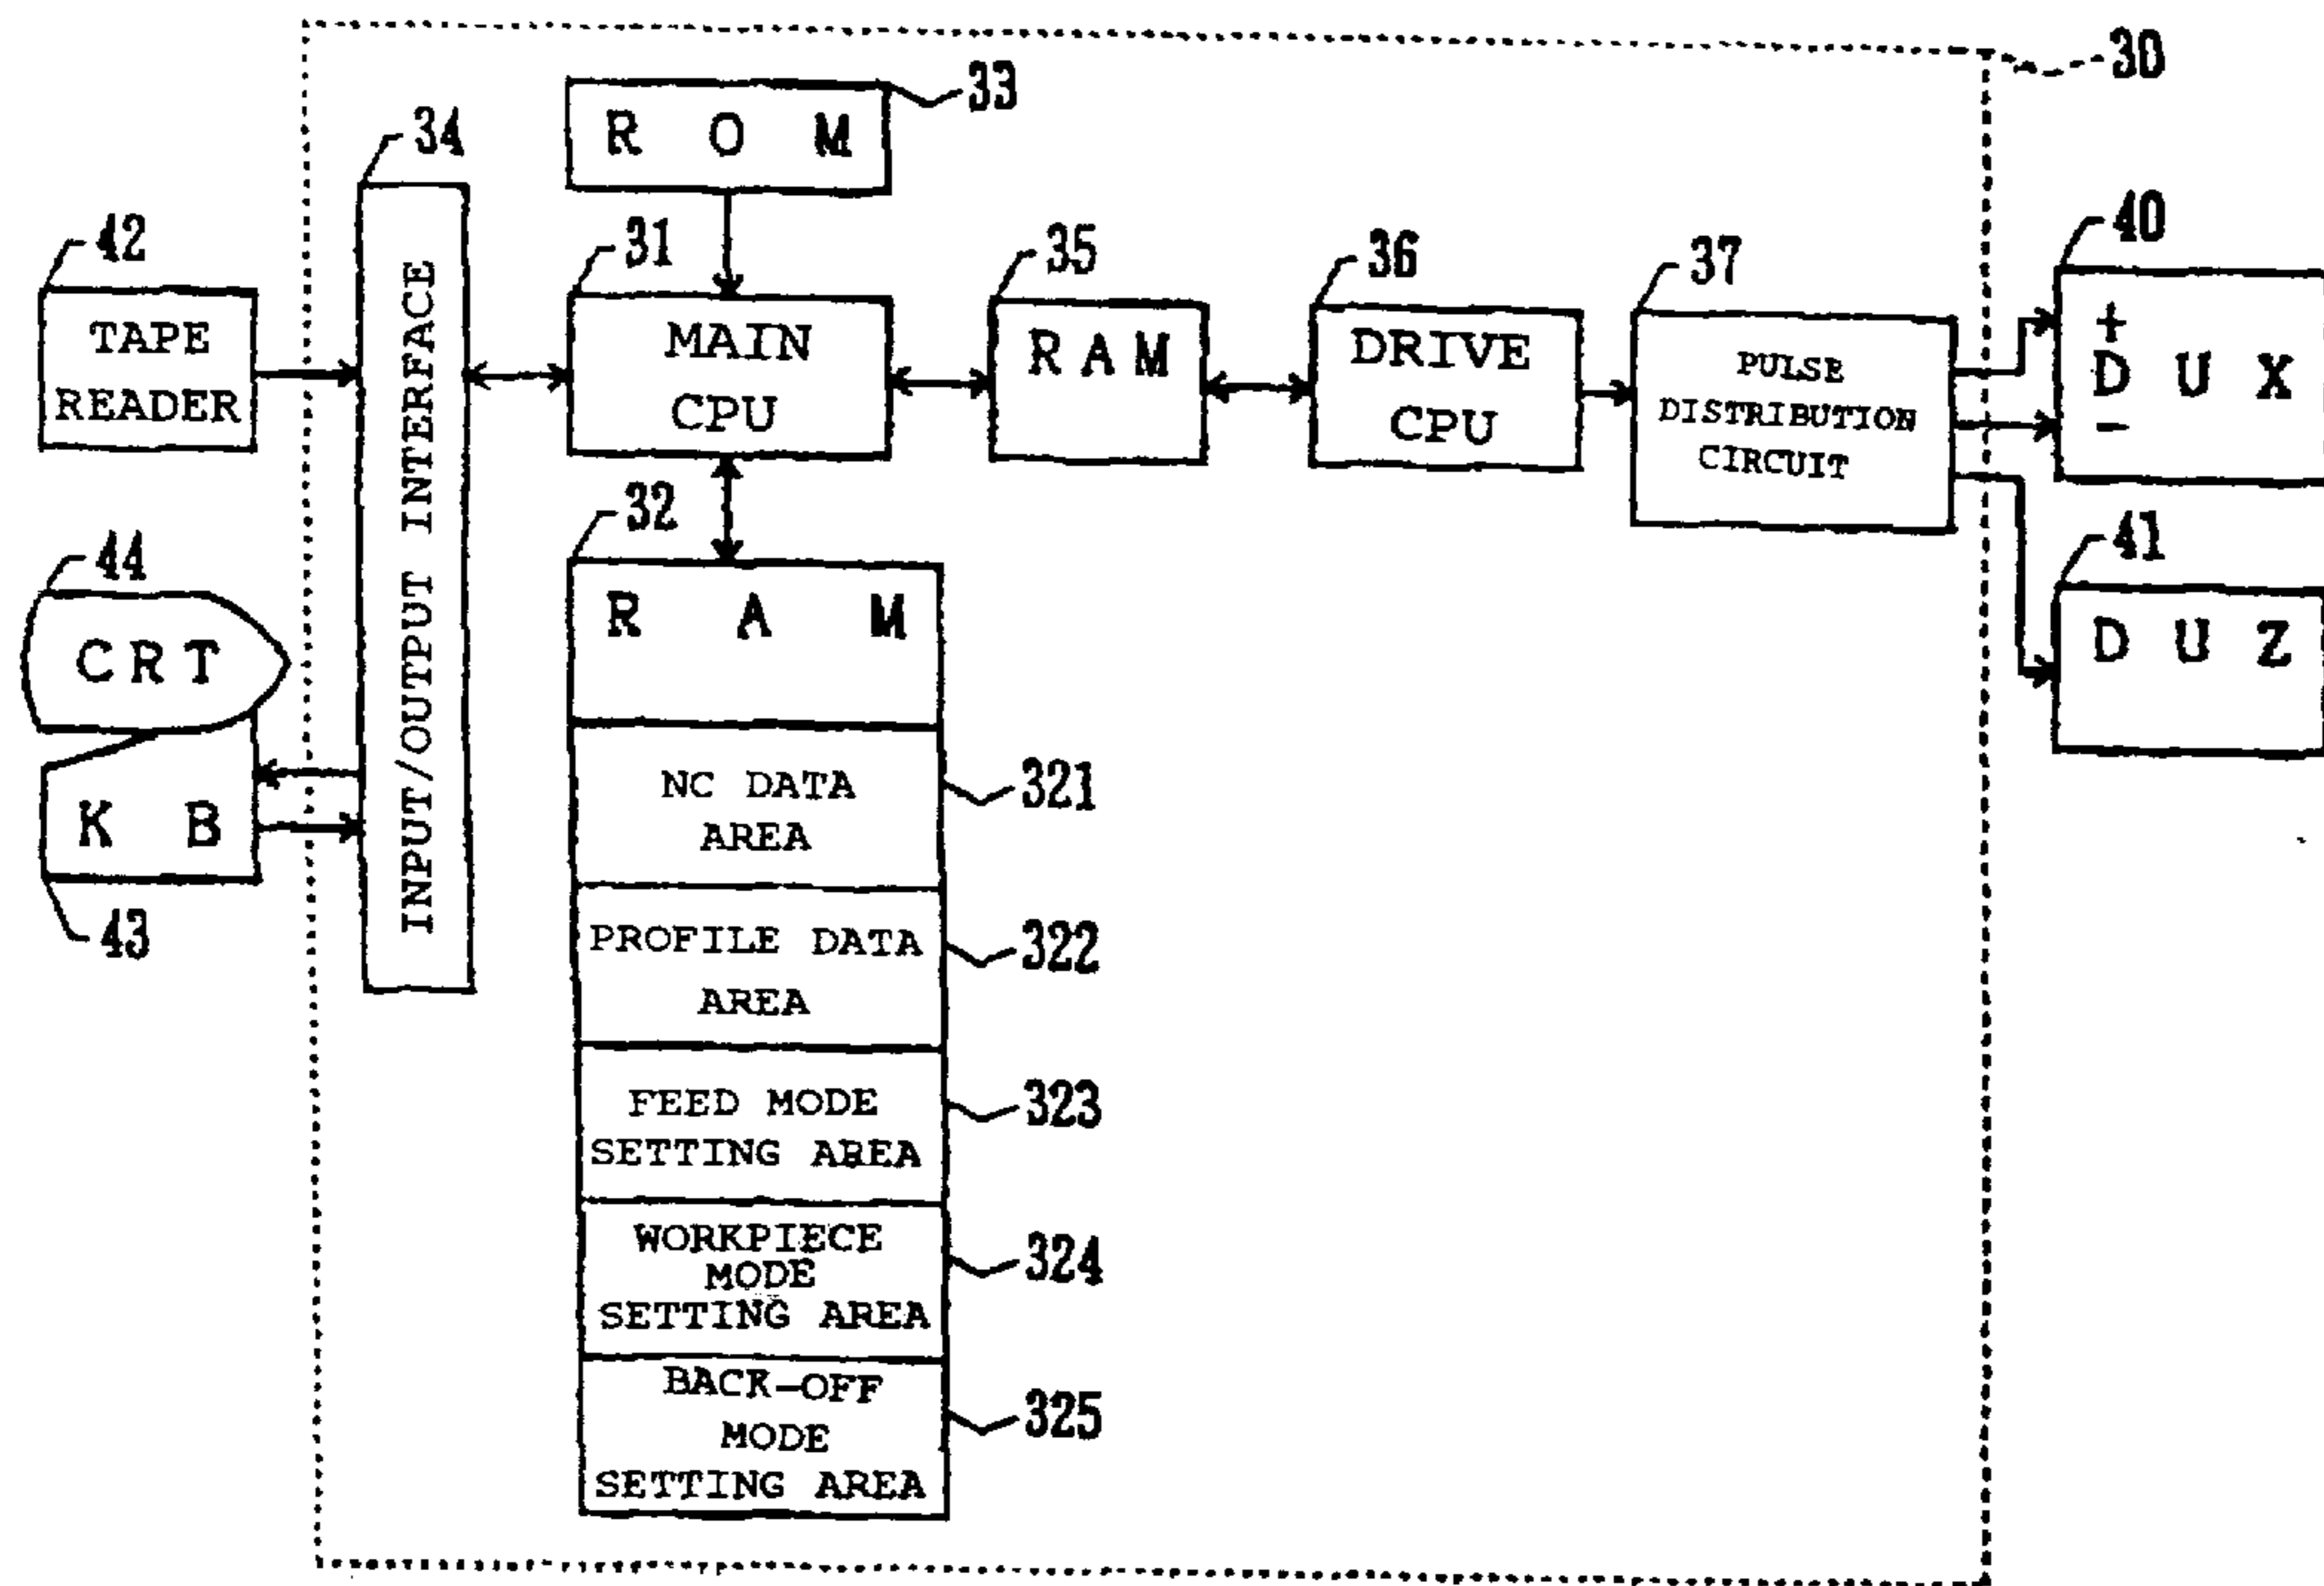 30
33
R O M
34
42
TAPE
READER
INPUT/OUTPUT INTERFACE
31
MAIN
CPU
35
R A M
36
DRIVE
CPU
37
PULSE
DISTRIBUTION
CIRCUIT
40
+
D U X
-
41
D U Z
44
C R T
K B
43
32
R A M
NC DATA
AREA
321
PROFILE DATA
AREA
322
FEED MODE
SETTING AREA
323
WORKPIECE
MODE
SETTING AREA
324
BACK-OFF
MODE
SETTING AREA
325